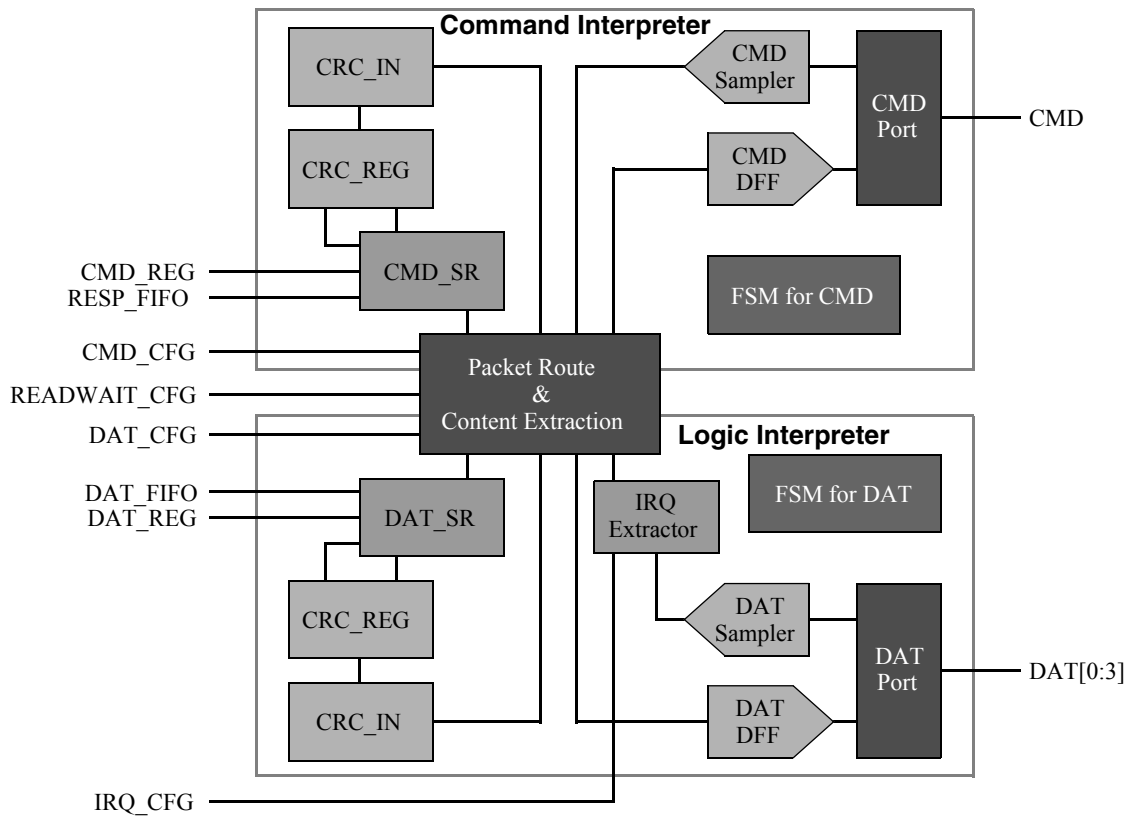 Command Interpreter
CRC_IN
CMD
Sampler
CMD
Port
CMD
CRC_REG
CMD
DFF
CMD_REG
RESP_FIFO
CMD_SR
FSM for CMD
CMD_CFG
READWAIT_CFG
DAT_CFG
Packet Route
&
Content Extraction
Logic Interpreter
DAT_FIFO
DAT_REG
DAT_SR
IRQ
Extractor
FSM for DAT
CRC_REG
DAT
Sampler
DAT
Port
DAT[0:3]
CRC_IN
DAT
DFF
IRQ_CFG